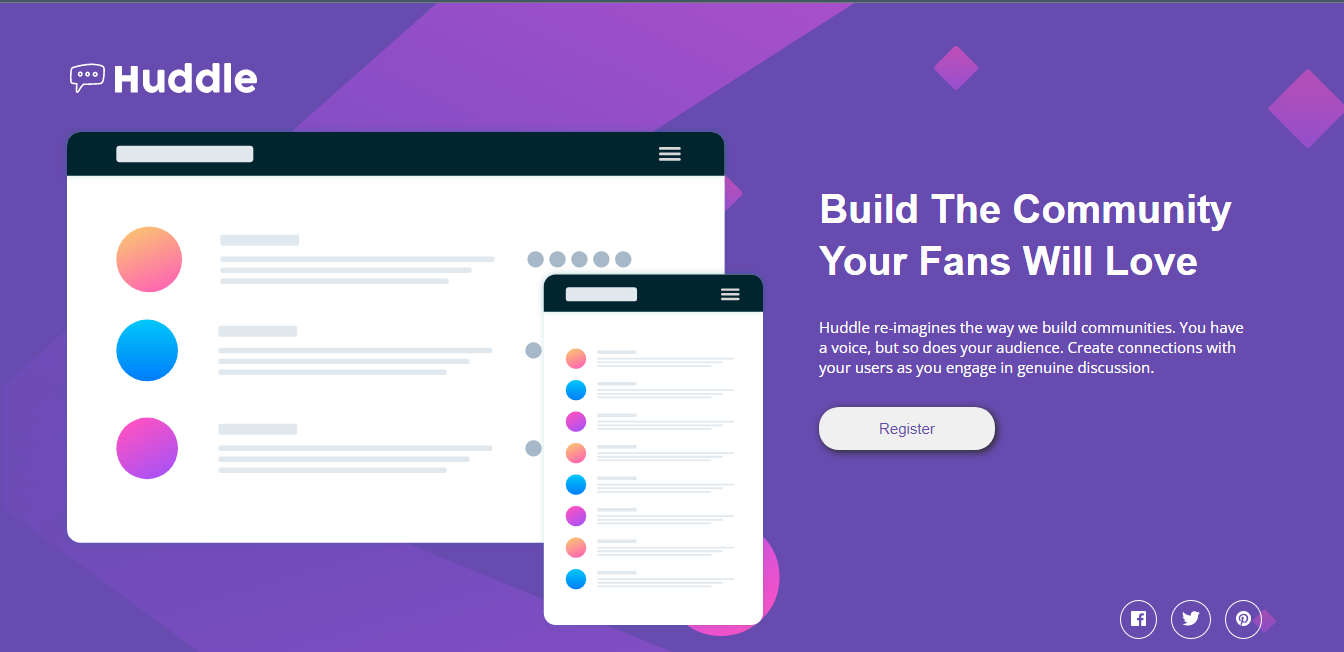 Huddle
Build The Community
Your Fans Will Love
Huddle re-imagines the way we build communities. You have
a voice, but so does your audience. Create connections with
your users as you engage in genuine discussion.
Register